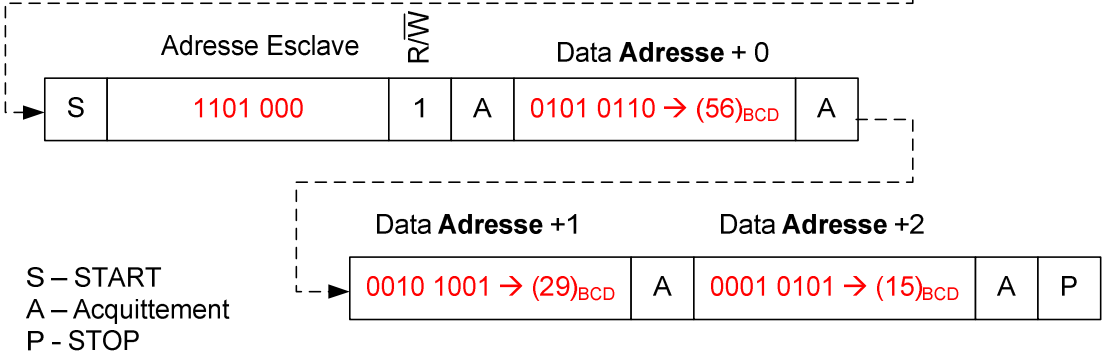 Adresse Esclave R/W̅ Data Adresse + 0
S 1101 000 1 A 0101 0110 → (56)BCD A
Data Adresse +1 Data Adresse +2
0010 1001 → (29)BCD A 0001 0101 → (15)BCD A P
S – START
A – Acquittement
P - STOP